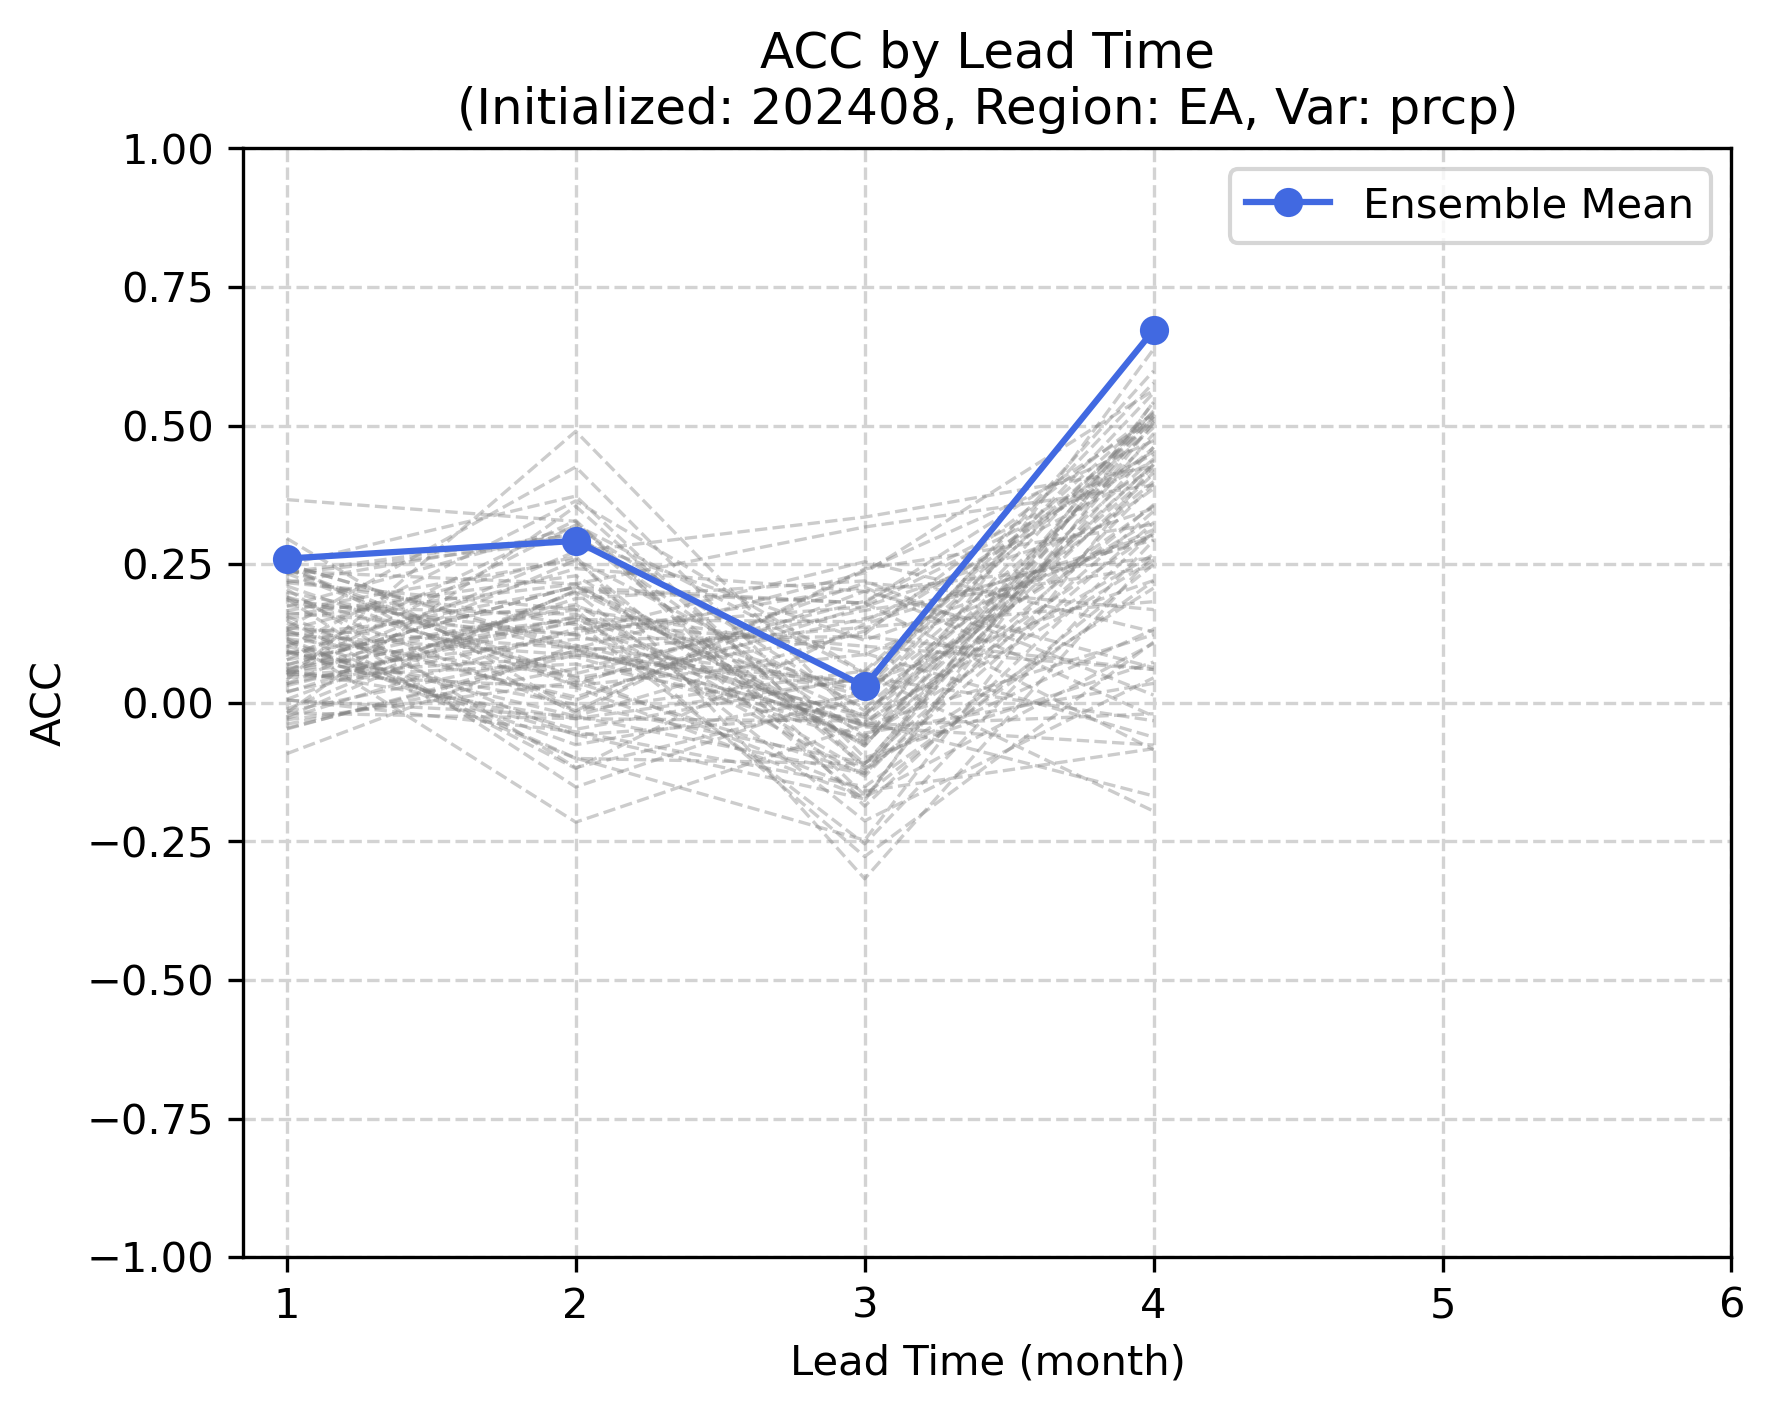 ACC by Lead Time
(Initialized: 202408, Region: EA, Var: prcp)
1.00
0.75
0.50
0.25
0.00
−0.25
−0.50
−0.75
−1.00
ACC
Ensemble Mean
1 2 3 4 5 6
Lead Time (month)